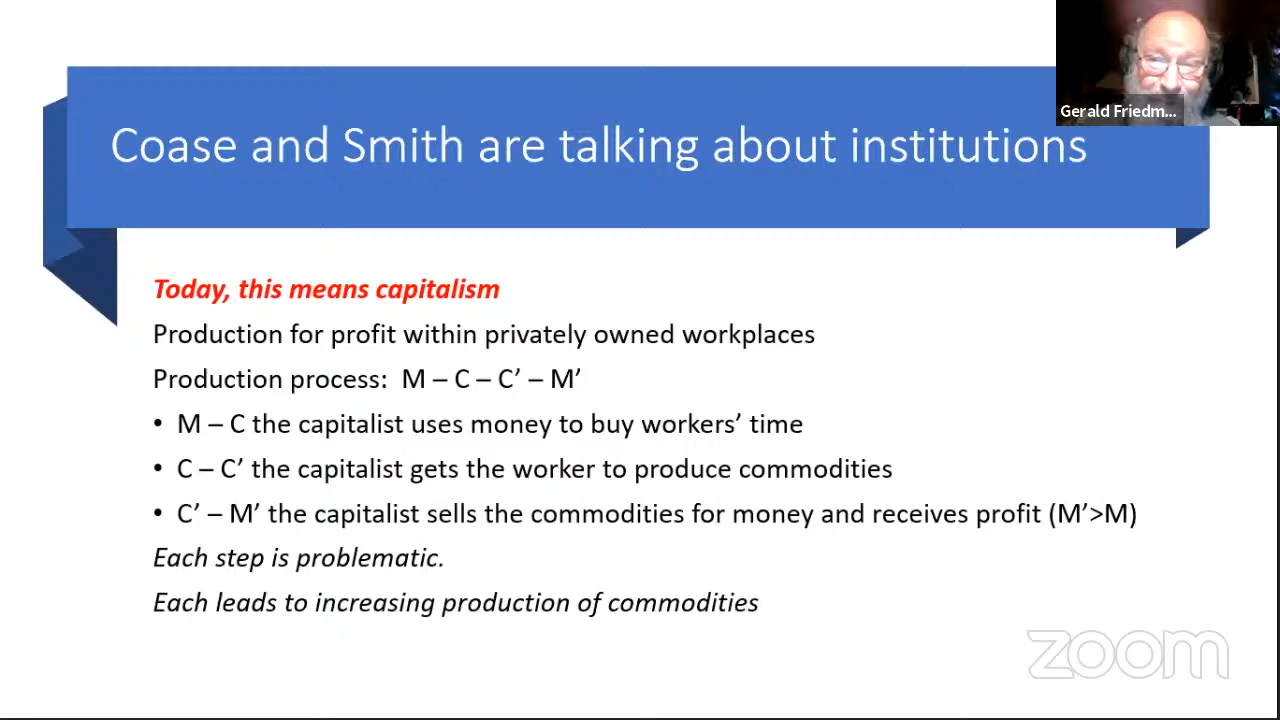 Gerald Friedm...
Coase and Smith are talking about institutions
Today, this means capitalism
Production for profit within privately owned workplaces
Production process:  M – C – C’ – M’
• M – C the capitalist uses money to buy workers’ time
• C – C’ the capitalist gets the worker to produce commodities
• C’ – M’ the capitalist sells the commodities for money and receives profit (M’>M)
Each step is problematic.
Each leads to increasing production of commodities
zoom